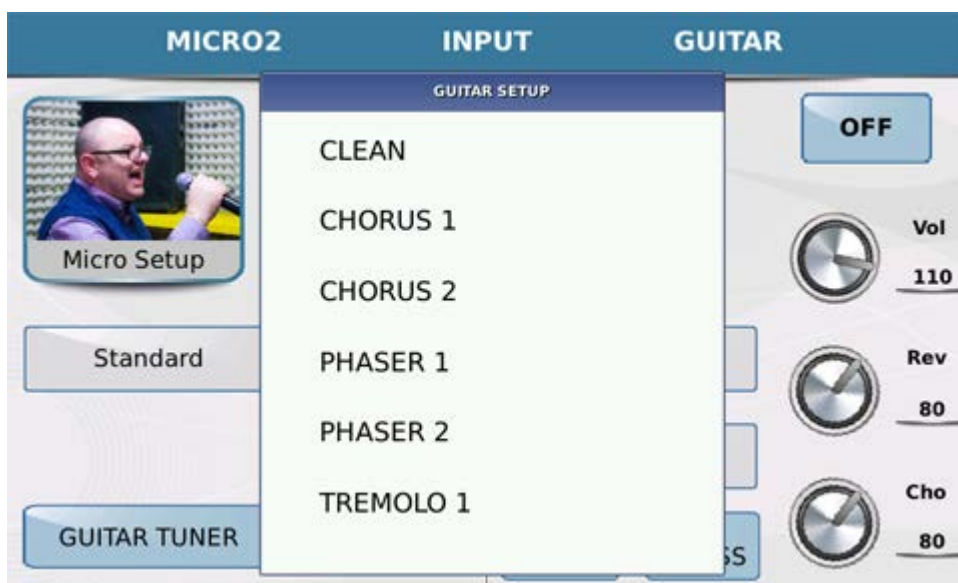 MICRO2 INPUT GUITAR
GUITAR SETUP
CLEAN
CHORUS 1
CHORUS 2
PHASER 1
PHASER 2
TREMOLO 1
Micro Setup
Standard
GUITAR TUNER
OFF
Vol
110
Rev
80
Cho
80